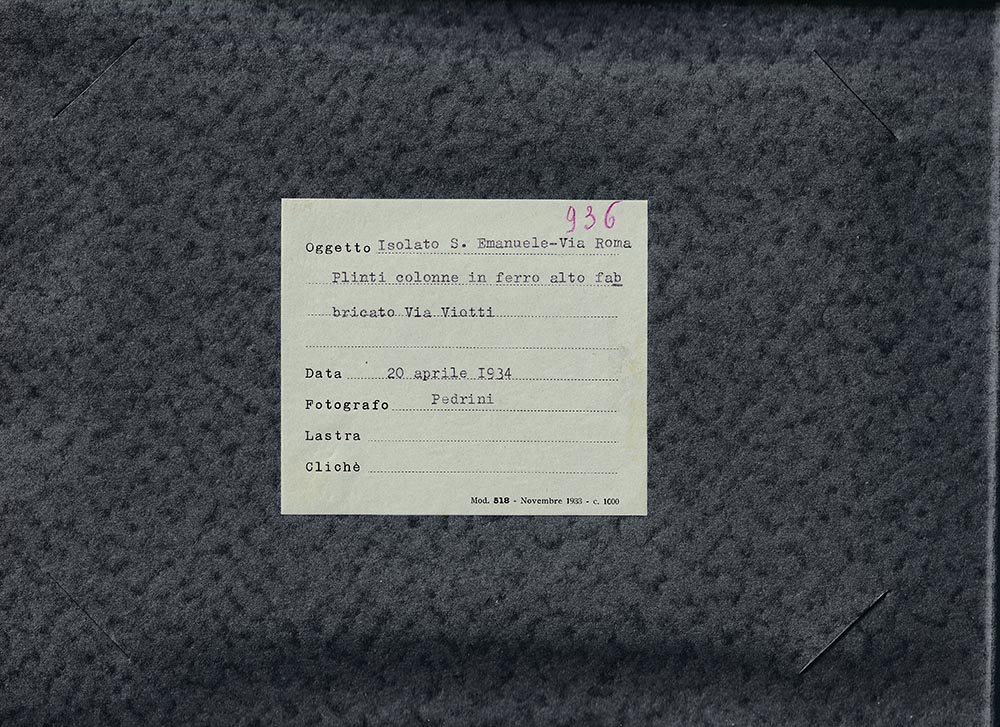 936
Oggetto Isolato S. Emanuele-Via Roma
Plinti colonne in ferro alto fab
bricato Via Viotti
Data 20 aprile I934
Fotografo Pedrini
Lastra
Clichè
Mod. 518 - Novembre 1933 - c. 1000